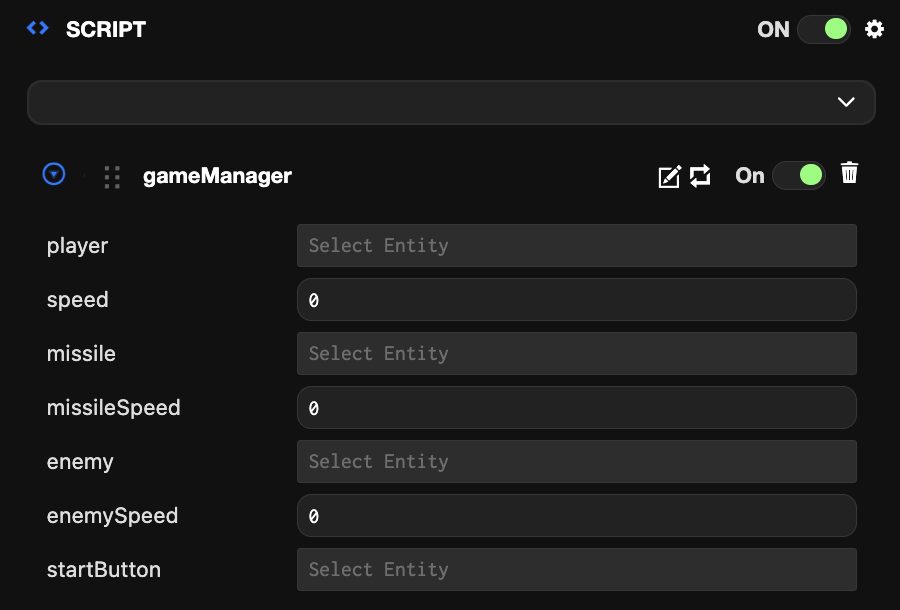 SCRIPT ON
gameManager On
player Select Entity
speed 0
missile Select Entity
missileSpeed 0
enemy Select Entity
enemySpeed 0
startButton Select Entity